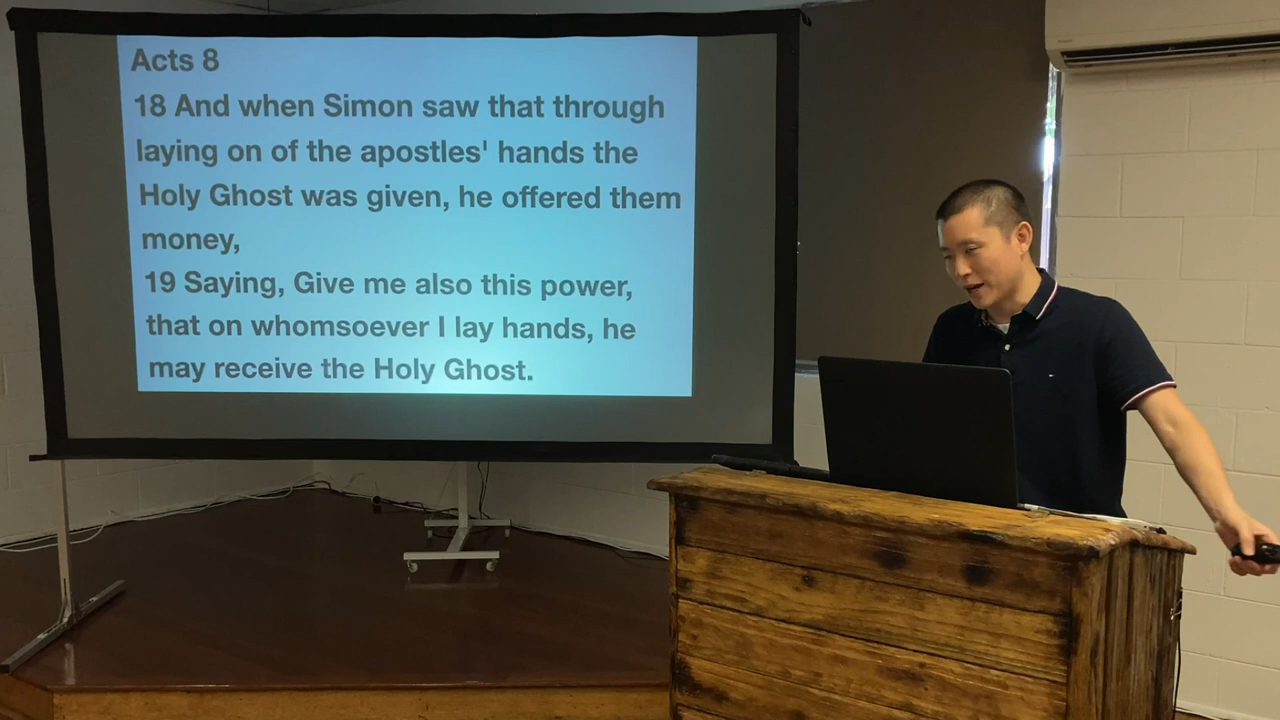 Acts 8
18 And when Simon saw that through
laying on of the apostles' hands the
Holy Ghost was given, he offered them
money,
19 Saying, Give me also this power,
that on whomsoever I lay hands, he
may receive the Holy Ghost.